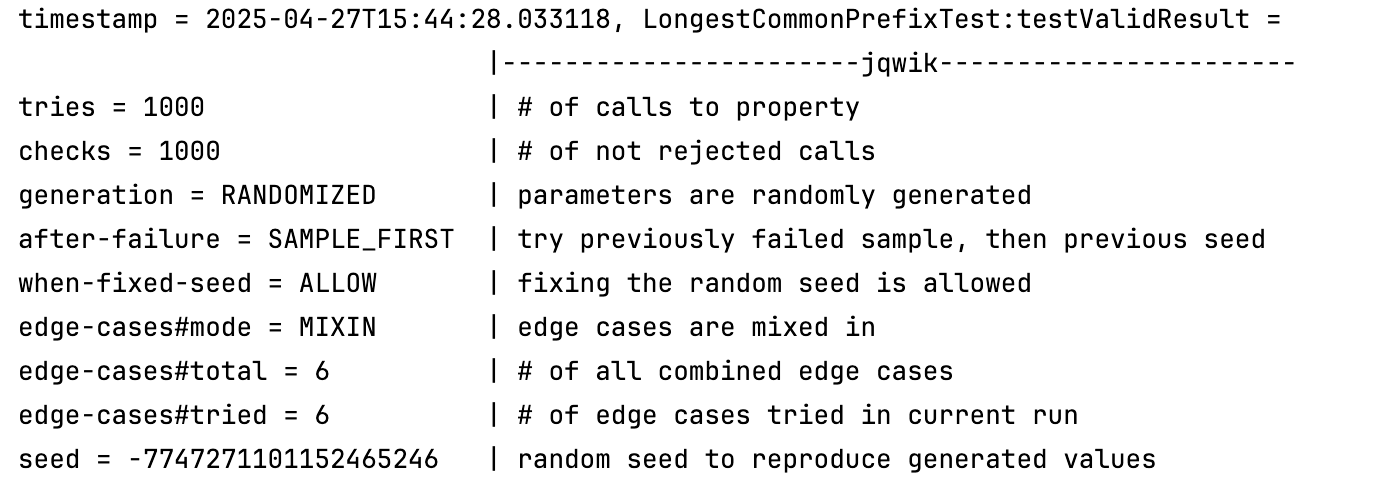 timestamp = 2025-04-27T15:44:28.033118, LongestCommonPrefixTest:testValidResult =
|-----------------------jqwik-----------------------
tries = 1000 | # of calls to property
checks = 1000 | # of not rejected calls
generation = RANDOMIZED | parameters are randomly generated
after-failure = SAMPLE_FIRST | try previously failed sample, then previous seed
when-fixed-seed = ALLOW | fixing the random seed is allowed
edge-cases#mode = MIXIN | edge cases are mixed in
edge-cases#total = 6 | # of all combined edge cases
edge-cases#tried = 6 | # of edge cases tried in current run
seed = -7747271101152465246 | random seed to reproduce generated values